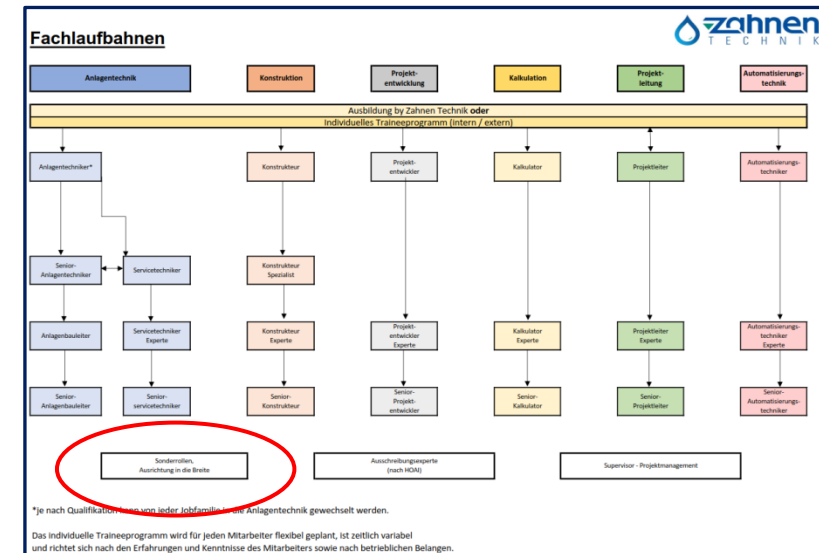 Fachlaufbahnen
zahnen
TECHNIK
Anlagentechnik
Konstruktion
Projekt-
entwicklung
Kalkulation
Projekt-
leitung
Automatisierungs-
technik
Ausbildung by Zahnen Technik oder
Individuelles Traineeprogramm (intern / extern)
Anlagentechniker*
Konstrukteur
Projekt-
entwickler
Kalkulator
Projektleiter
Automatisierungs-
techniker
Senior-
Anlagentechniker
Servicetechniker
Konstrukteur
Spezialist
Anlagenbauleiter
Servicetechniker
Experte
Konstrukteur
Experte
Projekt-
entwickler
Experte
Kalkulator
Experte
Projektleiter
Experte
Automatisierungs-
techniker
Experte
Senior-
Anlagenbauleiter
Senior-
servicetechniker
Senior-
Konstrukteur
Senior-
Projekt-
entwickler
Senior-
Kalkulator
Senior-
Projektleiter
Senior-
Automatisierungs-
techniker
Sonderrollen,
Ausrichtung in die Breite
Ausschreibungsexperte
(nach HOAI)
Supervisor - Projektmanagement
*je nach Qualifikation kann von jeder Jobfamilie in die Anlagentechnik gewechselt werden.
Das individuelle Traineeprogramm wird für jeden Mitarbeiter flexibel geplant, ist zeitlich variabel
und richtet sich nach den Erfahrungen und Kenntnisse des Mitarbeiters sowie nach betrieblichen Belangen.